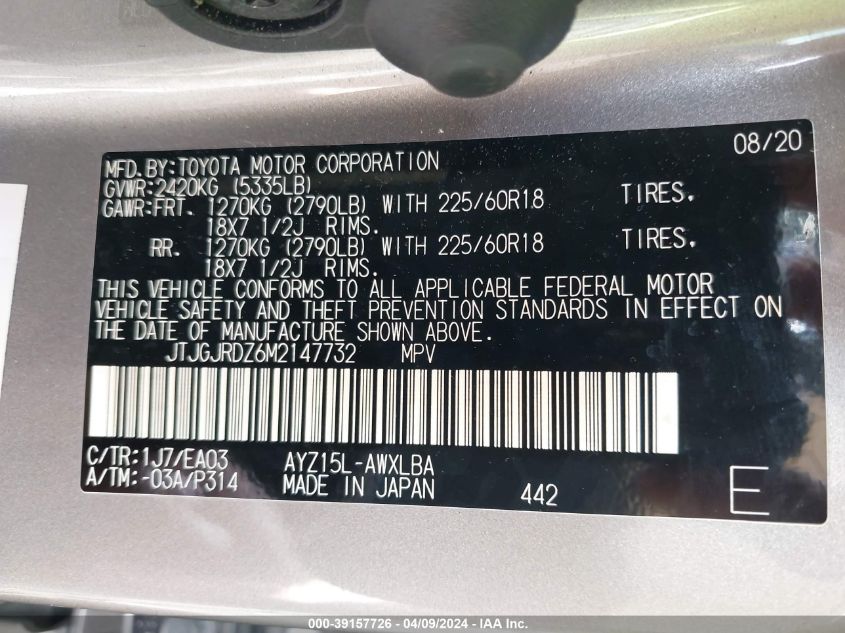 08/20
MFD.BY:TOYOTA MOTOR CORPORATION
GVWR:2420KG (5335LB)
GAWR:FRT. 1270KG (2790LB) WITH 225/60R18 TIRES.
18X7 1/2J RIMS.
RR. 1270KG (2790LB) WITH 225/60R18 TIRES.
18X7 1/2J RIMS.
THIS VEHICLE CONFORMS TO ALL APPLICABLE FEDERAL MOTOR
VEHICLE SAFETY AND THEFT PREVENTION STANDARDS IN EFFECT ON
THE DATE OF MANUFACTURE SHOWN ABOVE.
JTJGJRDZ6M2147732 MPV
C/TR:1J7/EA03 AYZ15L-AWXLBA
A/TM:-03A/P314 MADE IN JAPAN 442 E
000-39157726 - 04/09/2024 - IAA, Inc.